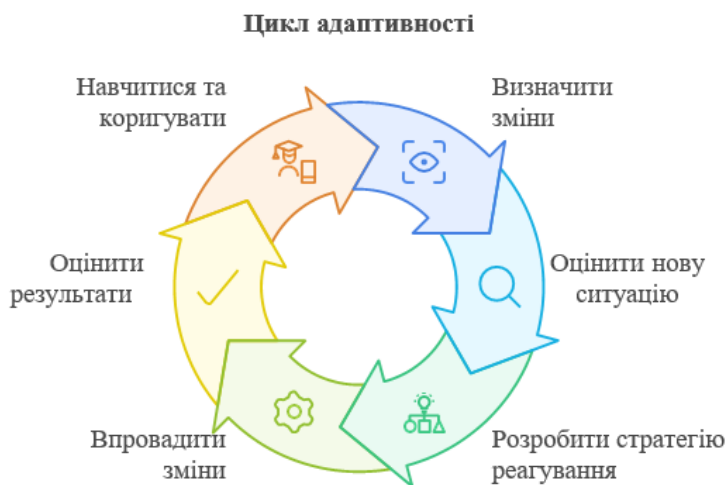 Цикл адаптивності
Навчитися та
коригувати
Визначити
зміни
Оцінити
результати
Оцінити нову
ситуацію
Впровадити
зміни
Розробити стратегію
реагування